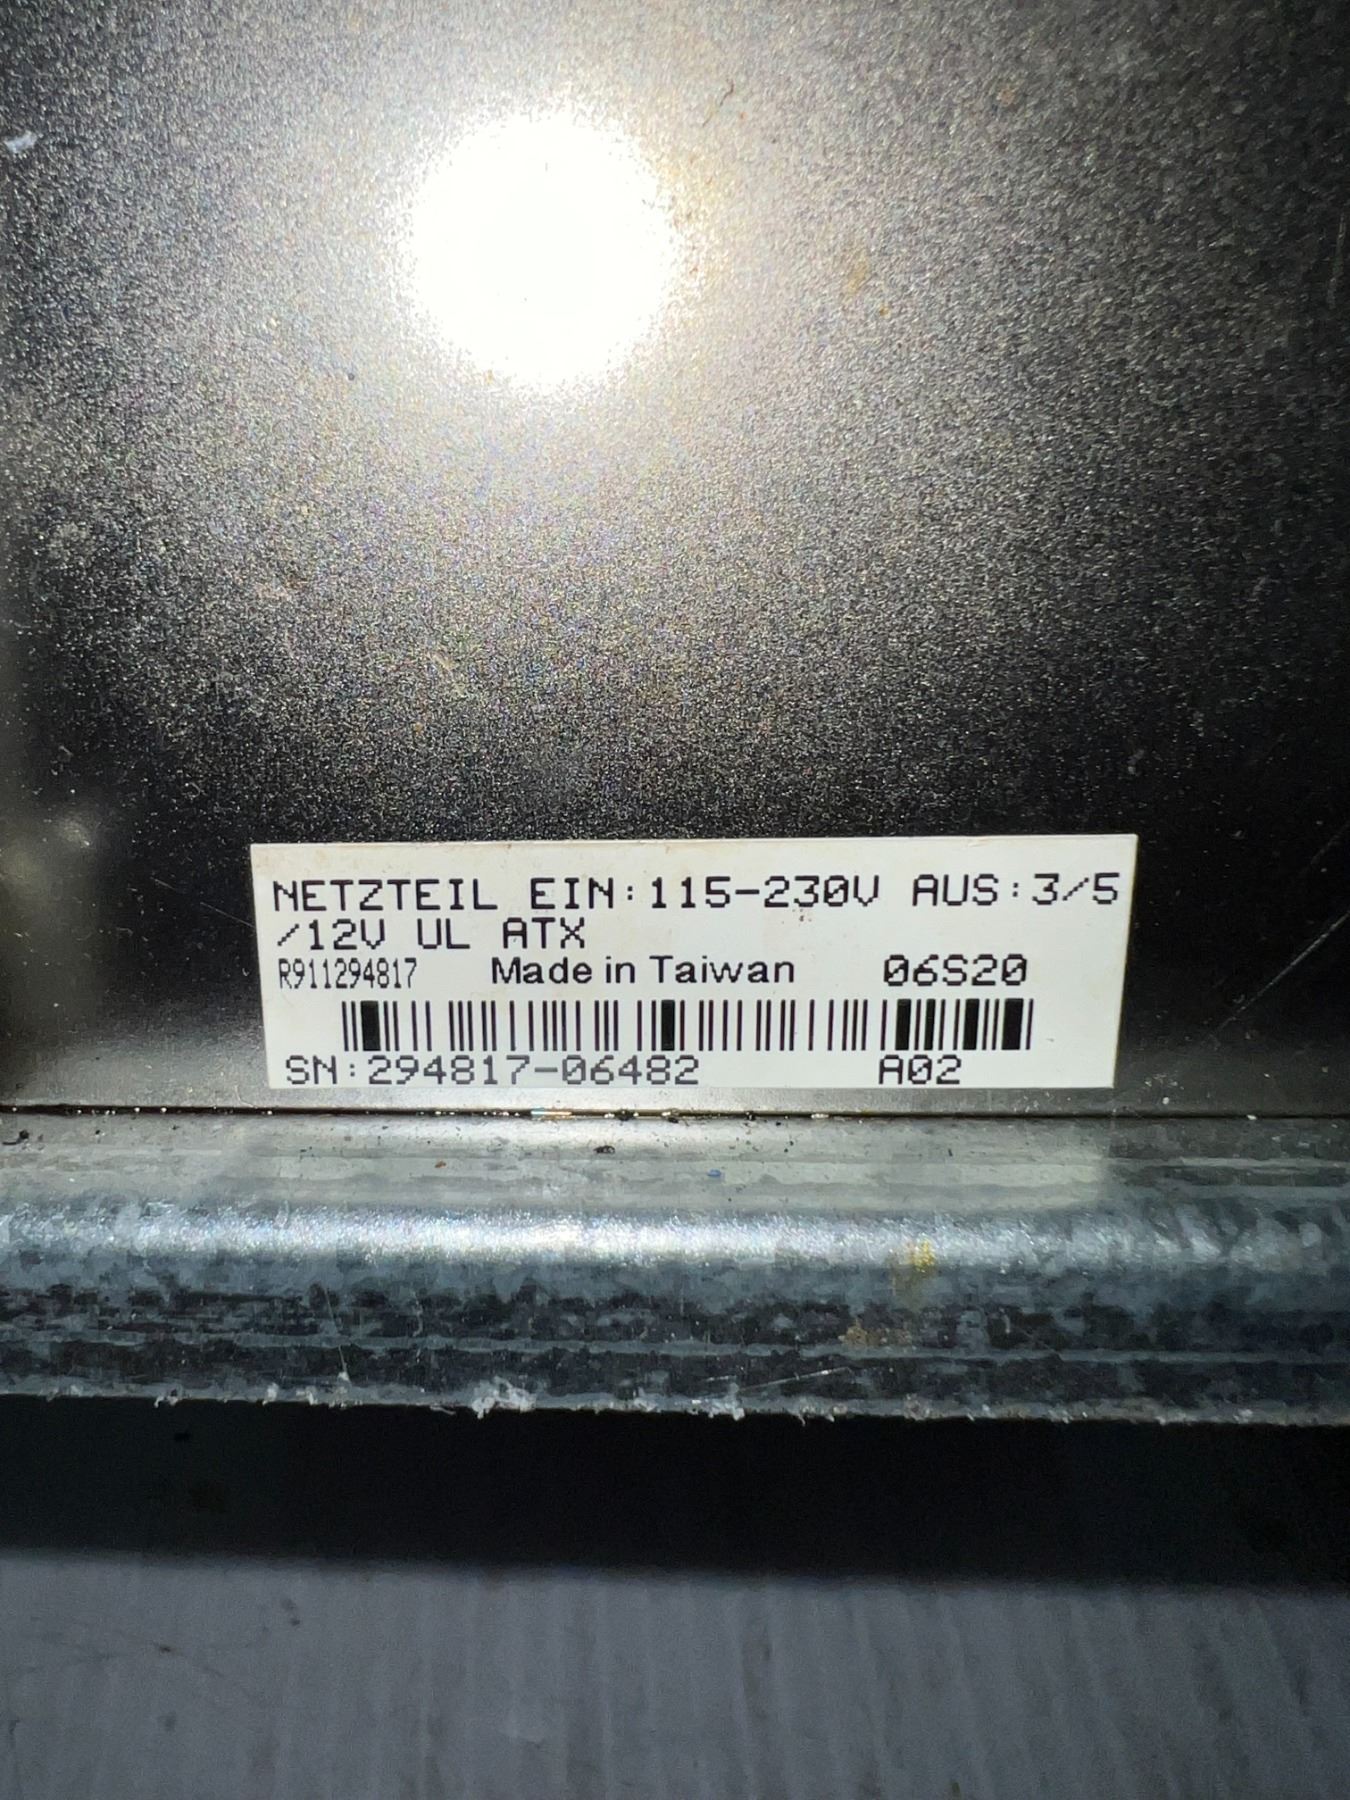 NETZTEIL EIN:115-230V AUS:3/5
/12V UL ATX
R911294817 Made in Taiwan 06S20
SN:294817-06482 A02